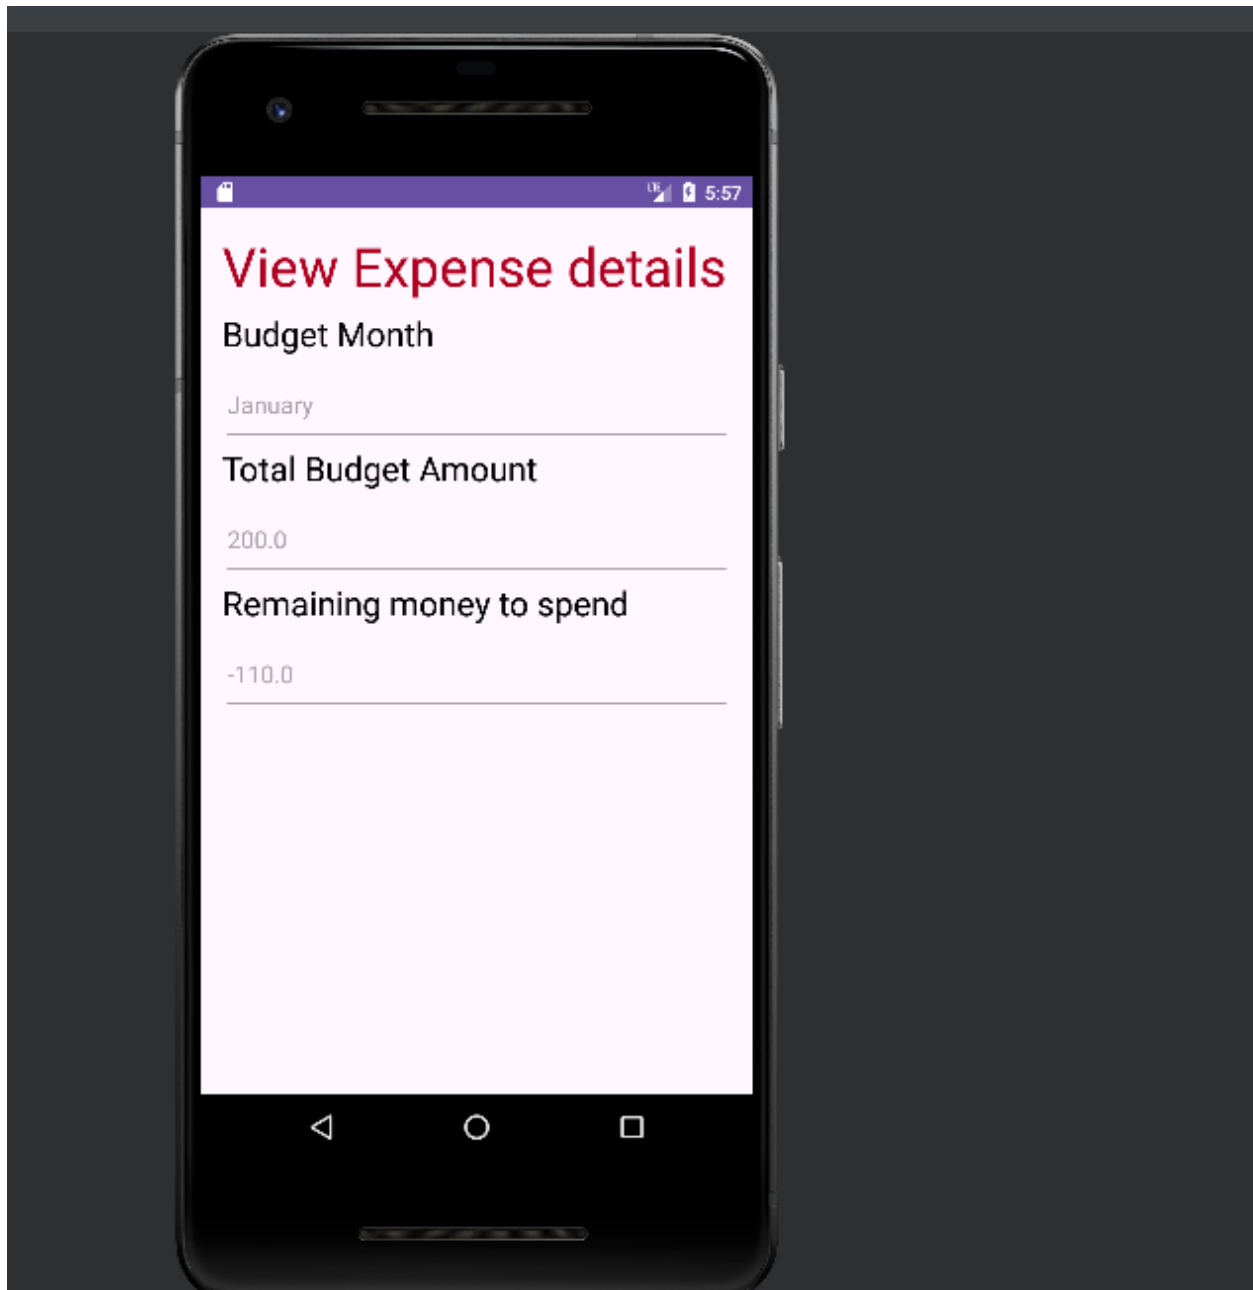 LTE 5:57
View Expense details
Budget Month
January
Total Budget Amount
200.0
Remaining money to spend
-110.0